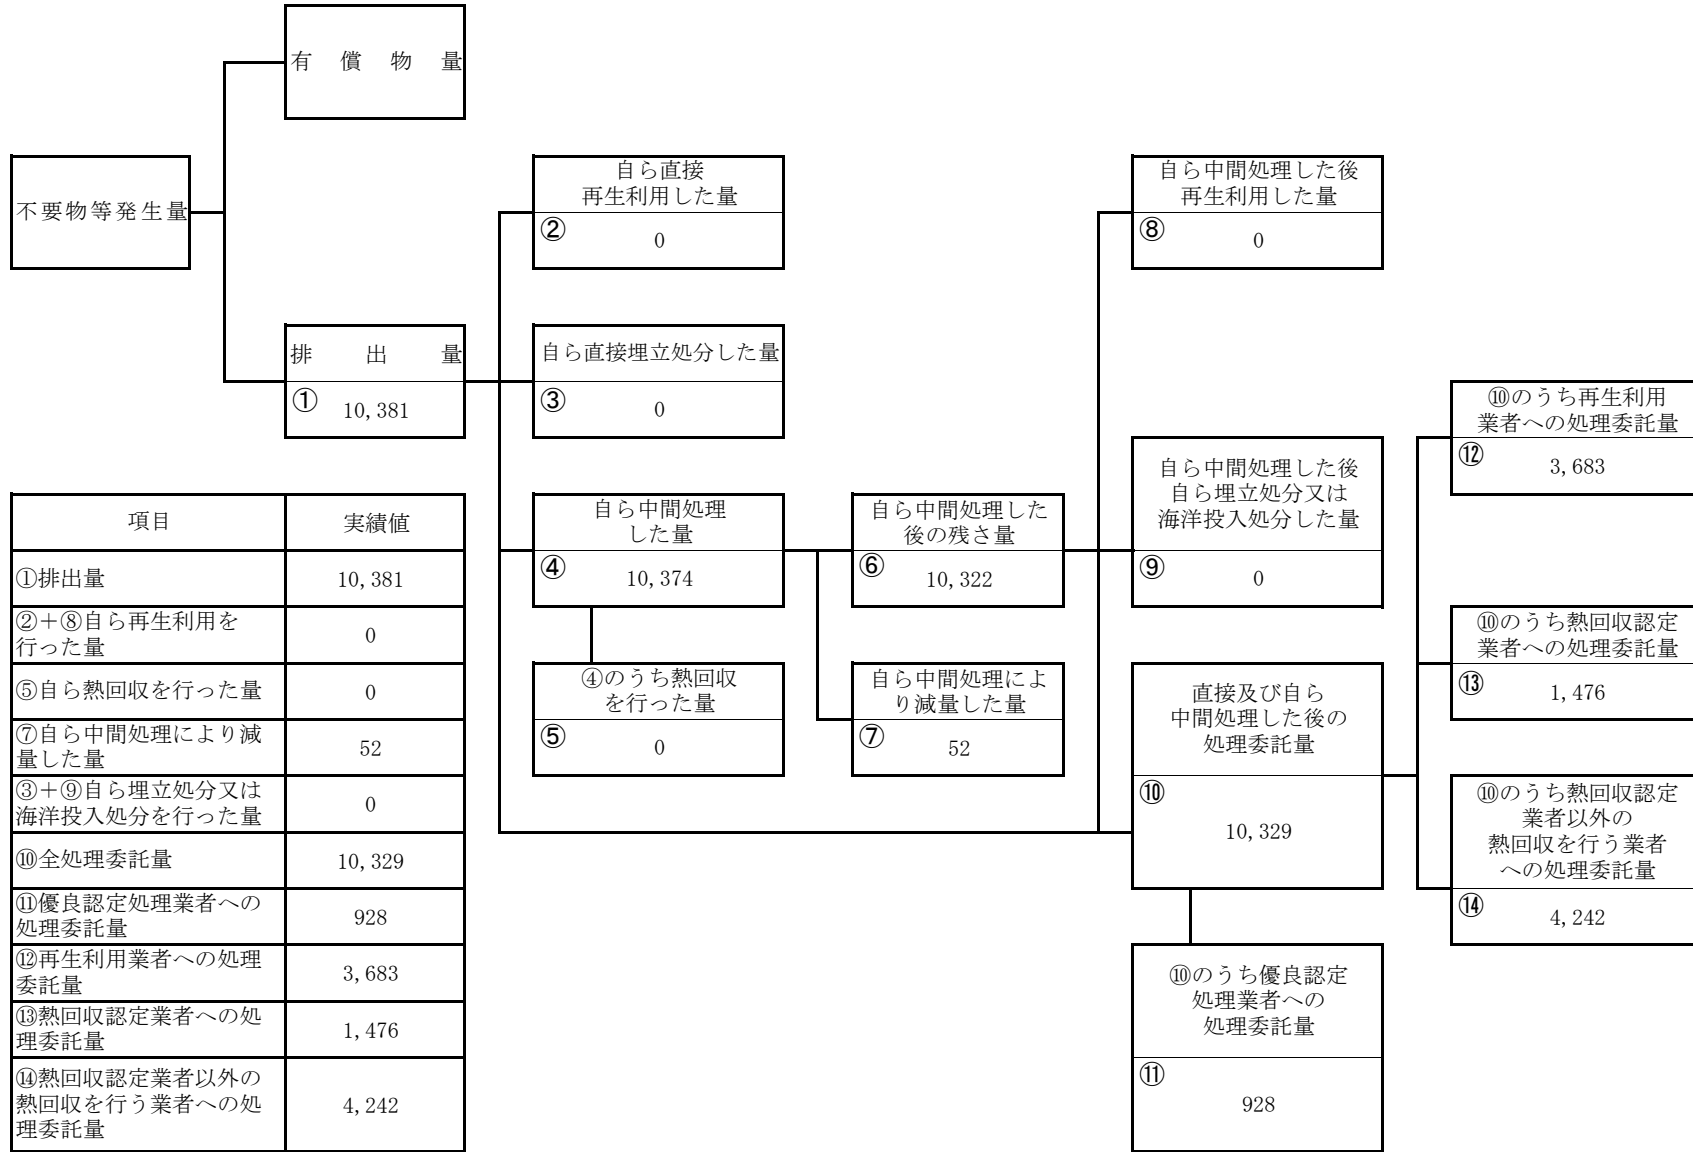 有償物量
不要物等発生量
排出量
① 10,381
自ら直接
再生利用した量
② 0
自ら直接埋立処分した量
③ 0
自ら中間処理
した量
④ 10,374
④のうち熱回収
を行った量
⑤ 0
自ら中間処理した
後の残さ量
⑥ 10,322
自ら中間処理によ
り減量した量
⑦ 52
自ら中間処理した後
再生利用した量
⑧ 0
自ら中間処理した後
自ら埋立処分又は
海洋投入処分した量
⑨ 0
直接及び自ら
中間処理した後の
処理委託量
⑩
10,329
⑩のうち優良認定
処理業者への
処理委託量
⑪
928
⑩のうち再生利用
業者への処理委託量
⑫ 3,683
⑩のうち熱回収認定
業者への処理委託量
⑬ 1,476
⑩のうち熱回収認定
業者以外の
熱回収を行う業者
への処理委託量
⑭ 4,242
項目 実績値
①排出量 10,381
②+⑧自ら再生利用を
行った量 0
⑤自ら熱回収を行った量 0
⑦自ら中間処理により減
量した量 52
③+⑨自ら埋立処分又は
海洋投入処分を行った量 0
⑩全処理委託量 10,329
⑪優良認定処理業者への
処理委託量 928
⑫再生利用業者への処理
委託量 3,683
⑬熱回収認定業者への処
理委託量 1,476
⑭熱回収認定業者以外の
熱回収を行う業者への処 4,242
理委託量